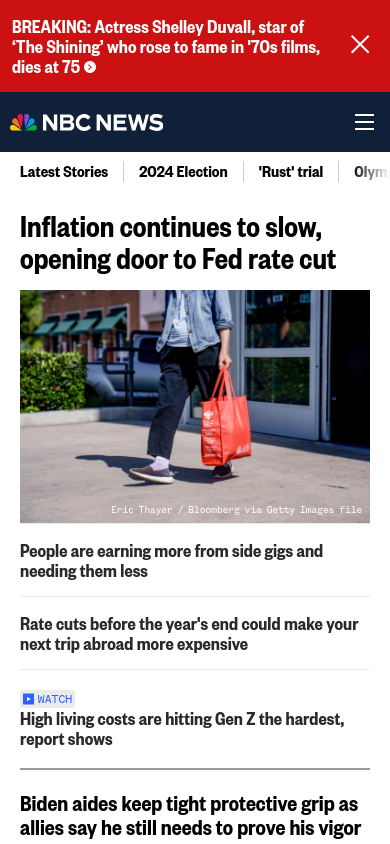 BREAKING: Actress Shelley Duvall, star of
‘The Shining’ who rose to fame in '70s films,
dies at 75
NBC NEWS
Latest Stories
2024 Election
'Rust' trial
Olym
Inflation continues to slow,
opening door to Fed rate cut
Eric Thayer / Bloomberg via Getty Images file
People are earning more from side gigs and
needing them less
Rate cuts before the year's end could make your
next trip abroad more expensive
WATCH
High living costs are hitting Gen Z the hardest,
report shows
Biden aides keep tight protective grip as
allies say he still needs to prove his vigor